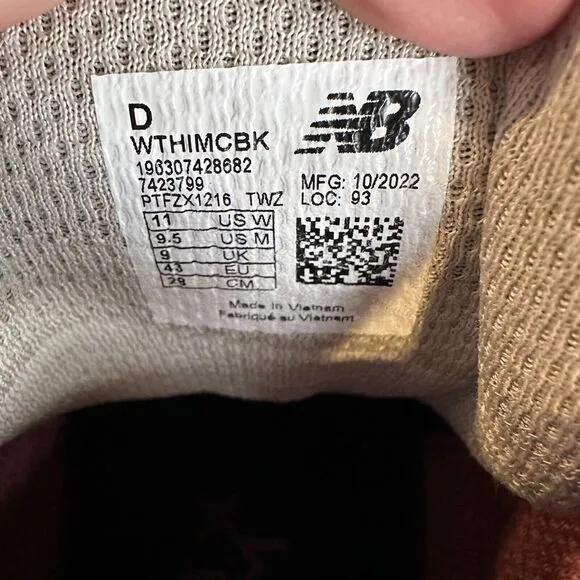 D
WTHIMCBK
196307428682
7423799
PTFZX1216 TWZ
NB
MFG: 10/2022
LOC: 93
11 US W
9.5 US M
9 UK
43 EU
28 CM
Made in Vietnam
Fabriqué au Vietnam